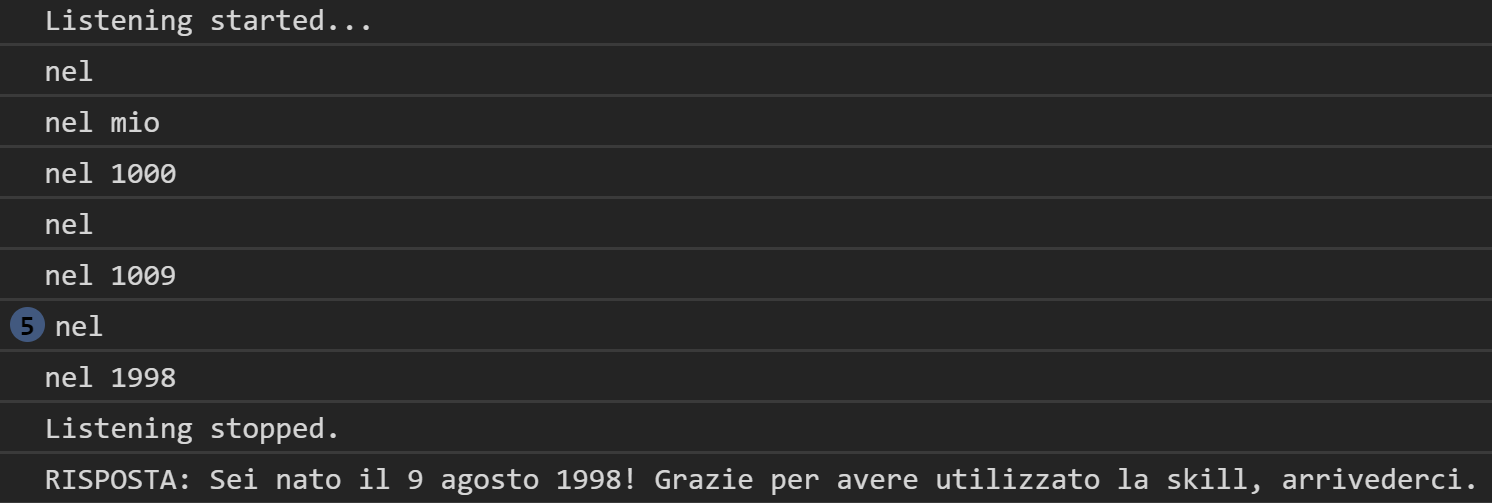 Listening started...
nel
nel mio
nel 1000
nel
nel 1009
5 nel
nel 1998
Listening stopped.
RISPOSTA: Sei nato il 9 agosto 1998! Grazie per avere utilizzato la skill, arrivederci.